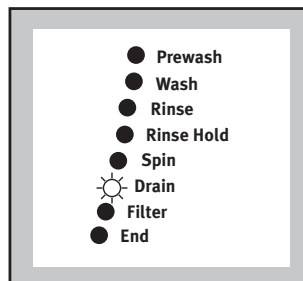 Prewash
Wash
Rinse
Rinse Hold
Spin
Drain
Filter
End